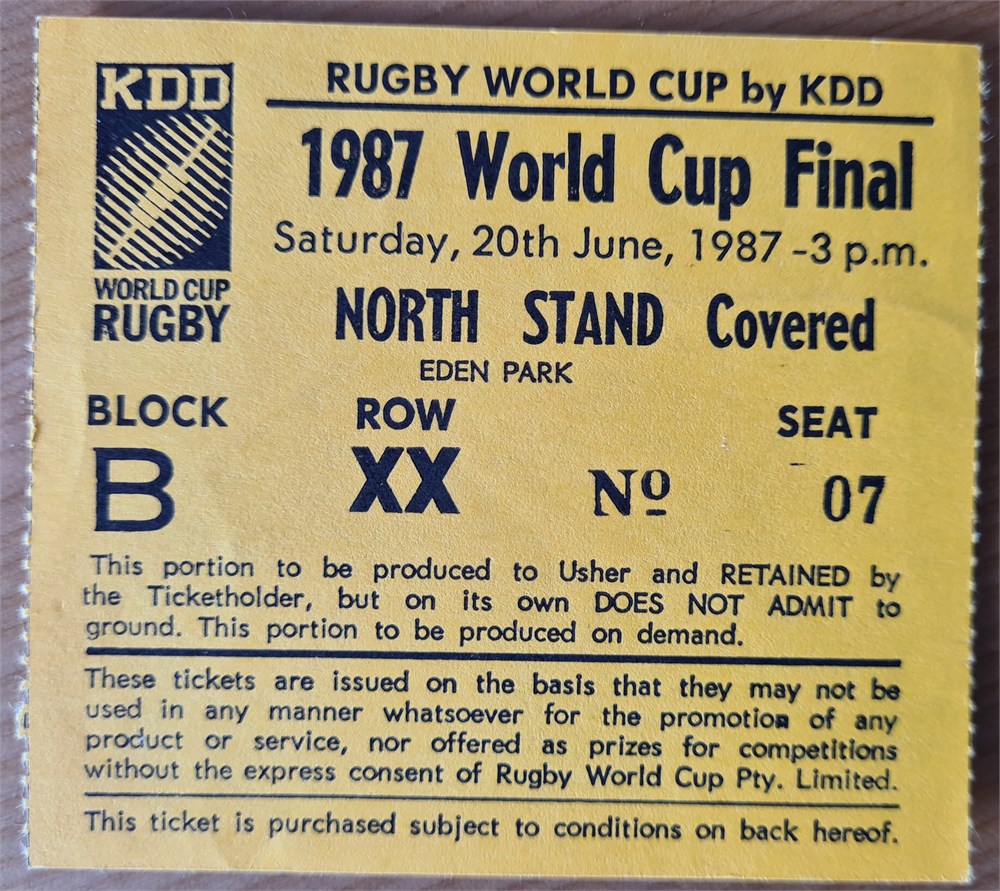 KDD
WORLD CUP
RUGBY
RUGBY WORLD CUP by KDD
1987 World Cup Final
Saturday, 20th June, 1987 -3 p.m.
NORTH STAND Covered
EDEN PARK
BLOCK ROW SEAT
B XX Nº 07
This portion to be produced to Usher and RETAINED by
the Ticketholder, but on its own DOES NOT ADMIT to
ground. This portion to be produced on demand.
These tickets are issued on the basis that they may not be
used in any manner whatsoever for the promotion of any
product or service, nor offered as prizes for competitions
without the express consent of Rugby World Cup Pty. Limited.
This ticket is purchased subject to conditions on back hereof.